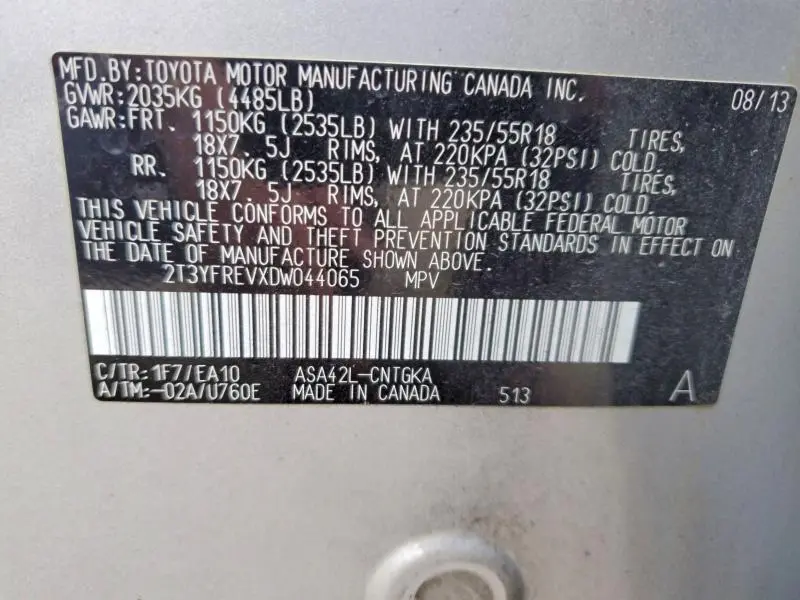 MFD.BY:TOYOTA MOTOR MANUFACTURING CANADA INC.
GVWR:2035KG (4485LB) 08/13
GAWR:FRT. 1150KG (2535LB) WITH 235/55R18 TIRES,
18X7. 5J RIMS, AT 220KPA (32PSI) COLD.
RR. 1150KG (2535LB) WITH 235/55R18 TIRES,
18X7. 5J RIMS, AT 220KPA (32PSI) COLD.
THIS VEHICLE CONFORMS TO ALL APPLICABLE FEDERAL MOTOR
VEHICLE SAFETY AND THEFT PREVENTION STANDARDS IN EFFECT ON
THE DATE OF MANUFACTURE SHOWN ABOVE.
2T3YFREVXDW044065 MPV
C/TR:1F7/EA10 ASA42L-CNTGKA
A/TM:-02A/U760E MADE IN CANADA 513 A